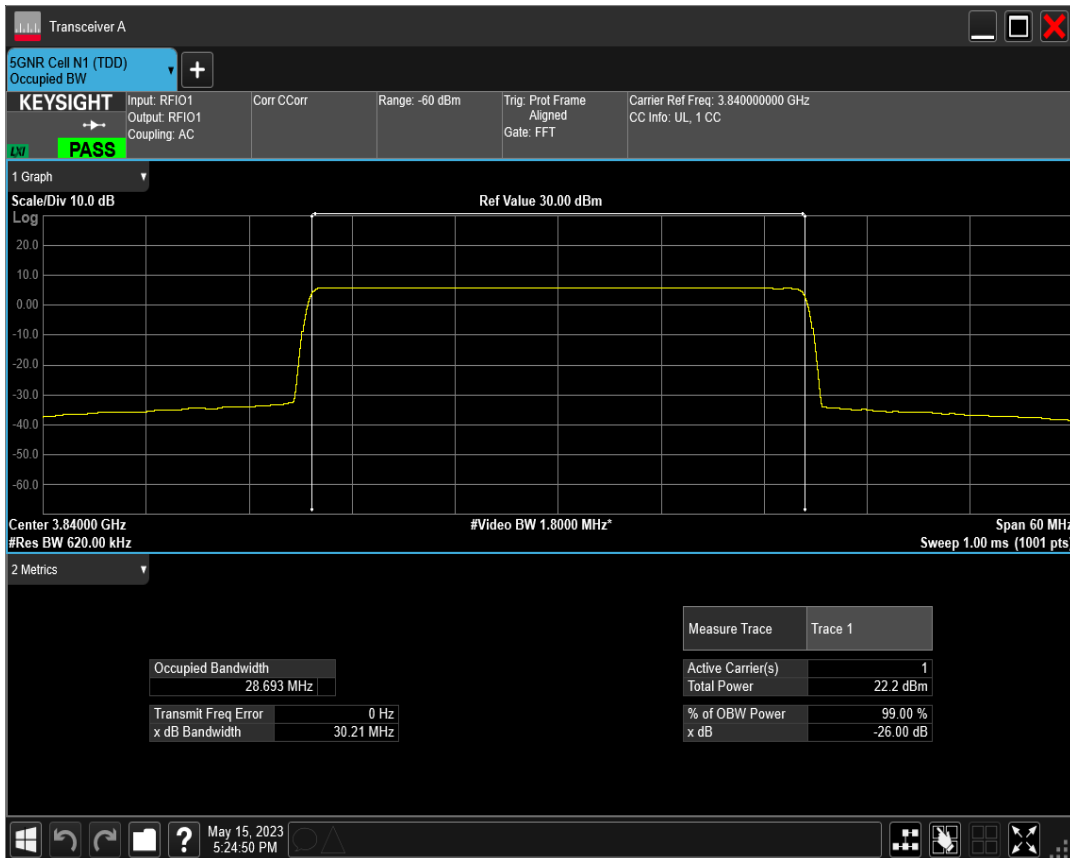 Transceiver A
5GNR Cell N1 (TDD)
Occupied BW
+
KEYSIGHT
LXI
PASS
Input: RFIO1
Output: RFIO1
Coupling: AC
Corr CCorr
Range: -60 dBm
Trig: Prot Frame
Aligned
Gate: FFT
Carrier Ref Freq: 3.840000000 GHz
CC Info: UL, 1 CC
1 Graph
Scale/Div 10.0 dB
Ref Value 30.00 dBm
Log
20.0
10.0
0.00
-10.0
-20.0
-30.0
-40.0
-50.0
-60.0
Center 3.84000 GHz
#Video BW 1.8000 MHz*
Span 60 MHz
#Res BW 620.00 kHz
Sweep 1.00 ms (1001 pts)
2 Metrics
Measure Trace Trace 1
Occupied Bandwidth
28.693 MHz
Active Carrier(s) 1
Total Power 22.2 dBm
Transmit Freq Error 0 Hz
x dB Bandwidth 30.21 MHz
% of OBW Power 99.00 %
x dB -26.00 dB
?
May 15, 2023
5:24:50 PM